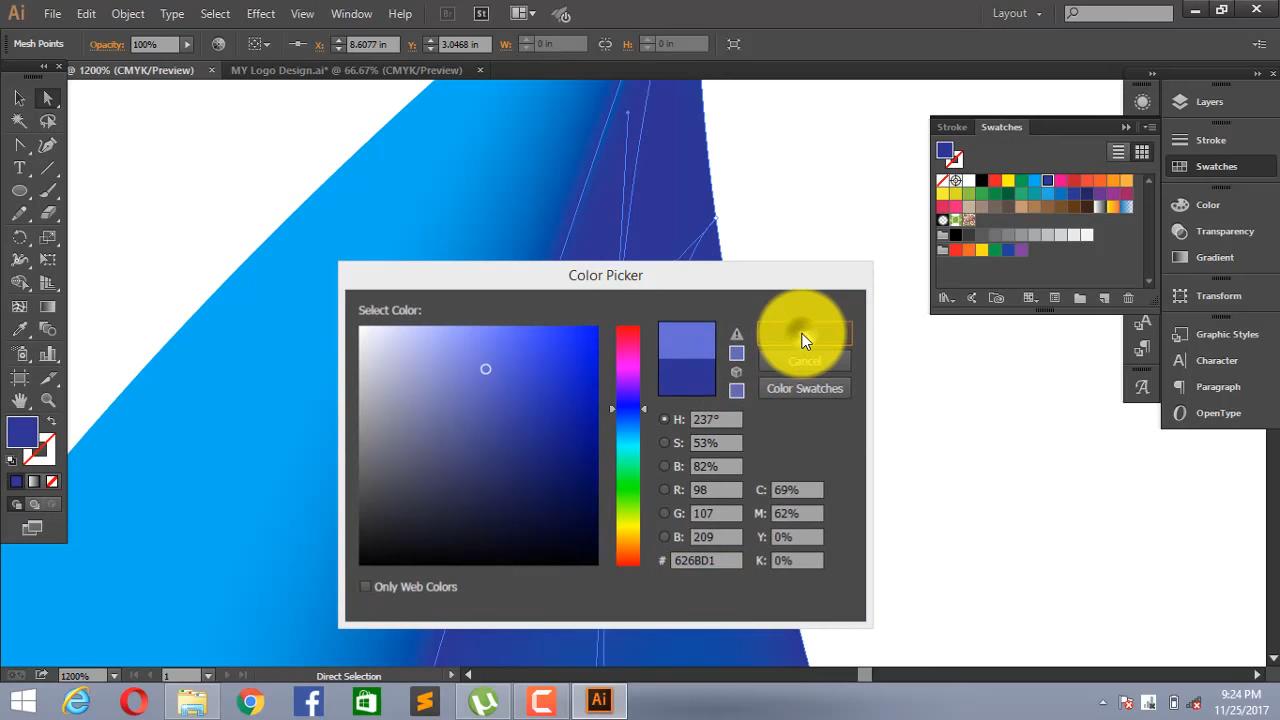 Ai File Edit Object Type Select Effect View Window Help Br St Layout
Mesh Points Opacity: 100% X: 8.6077 in Y: 3.0468 in W: 0 in H: 0 in
@ 1200% (CMYK/Preview) × MY Logo Design.ai* @ 66.67% (CMYK/Preview) ×
Stroke Swatches
Layers
Stroke
Swatches
Color
Transparency
Gradient
Transform
Graphic Styles
Character
Paragraph
OpenType
Color Picker
Select Color:
Cancel
Color Swatches
H: 237°
S: 53%
B: 82%
R: 98 C: 69%
G: 107 M: 62%
B: 209 Y: 0%
# 626BD1 K: 0%
Only Web Colors
1200% 1 Direct Selection
Ai
9:24 PM
11/25/2017